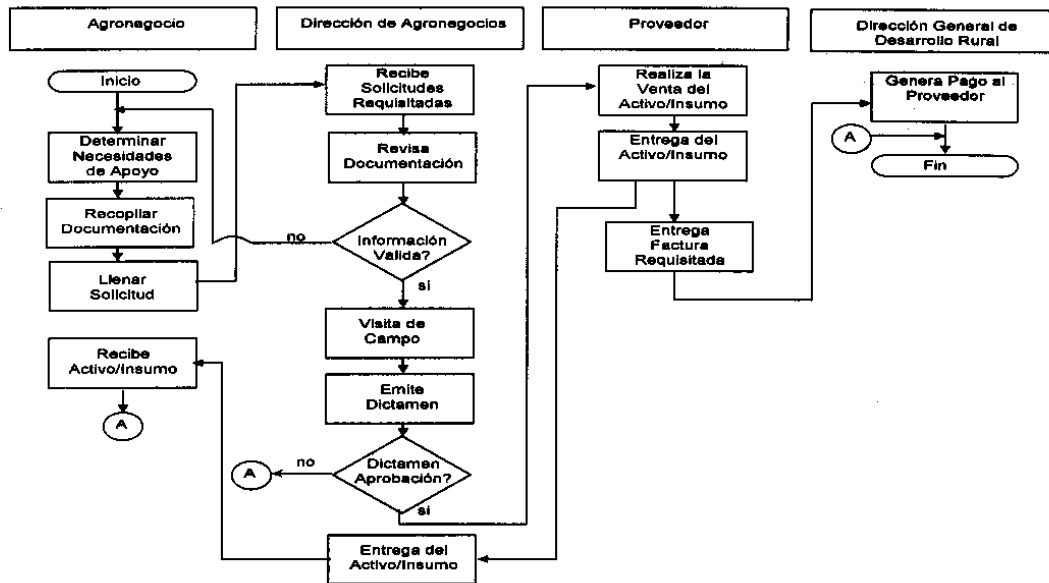 Agronegocio
Dirección de Agronegocios
Proveedor
Dirección General de
Desarrollo Rural
Inicio
Determinar
Necesidades
de Apoyo
Recopilar
Documentación
Llenar
Solicitud
Recibe
Activo/Insumo
A
Recibe
Solicitudes
Requisitadas
Revisa
Documentación
no
Información
Valida?
si
Visita de
Campo
Emite
Dictamen
A
no
Dictamen
Aprobación?
si
Entrega del
Activo/Insumo
Realiza la
Venta del
Activo/Insumo
Entrega del
Activo/Insumo
Entrega
Factura
Requisitada
Genera Pago al
Proveedor
A
Fin